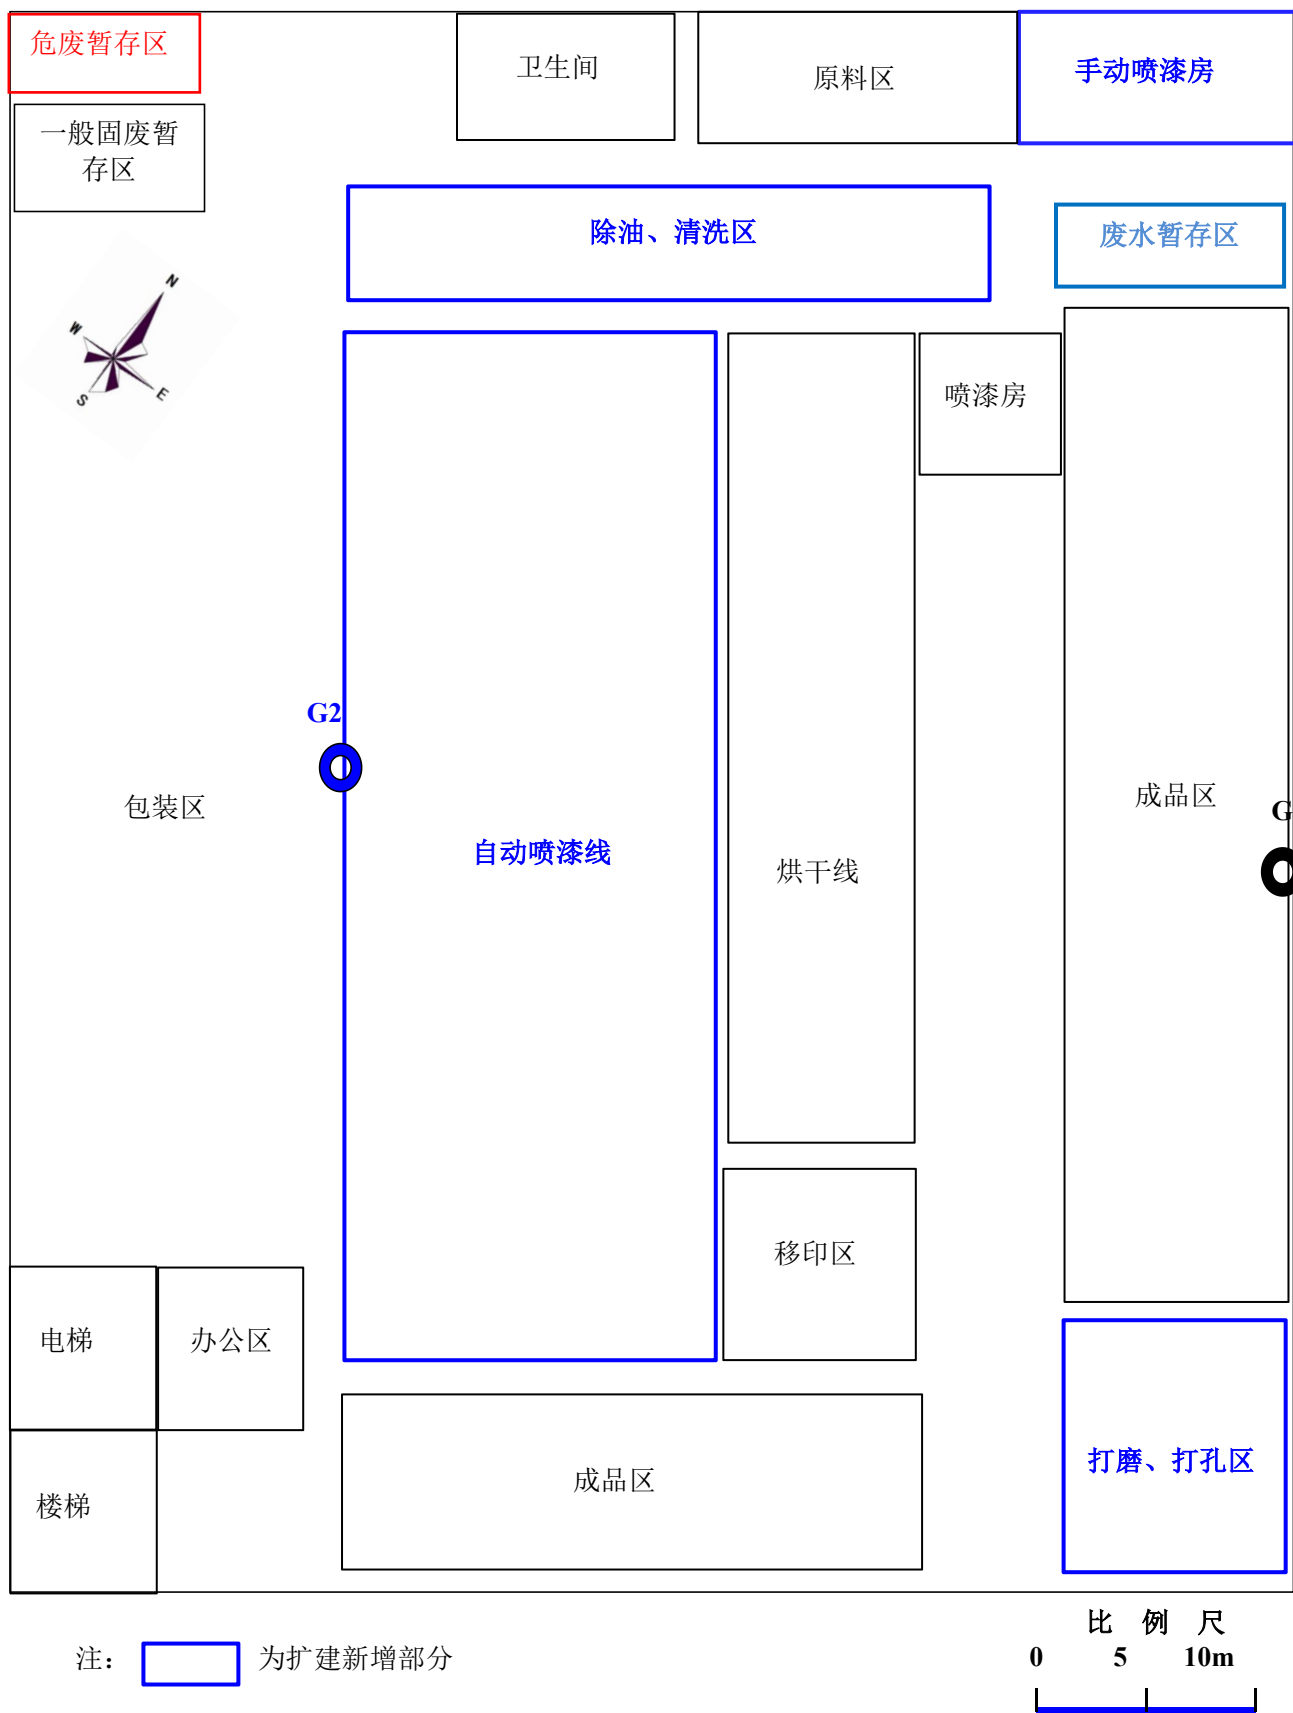 危废暂存区
卫生间
原料区
手动喷漆房
一般固废暂
存区
除油、清洗区
废水暂存区
N
W
S
E
喷漆房
G2
包装区
自动喷漆线
烘干线
成品区
G
移印区
电梯
办公区
楼梯
成品区
打磨、打孔区
注：
为扩建新增部分
比 例 尺
0 5 10m